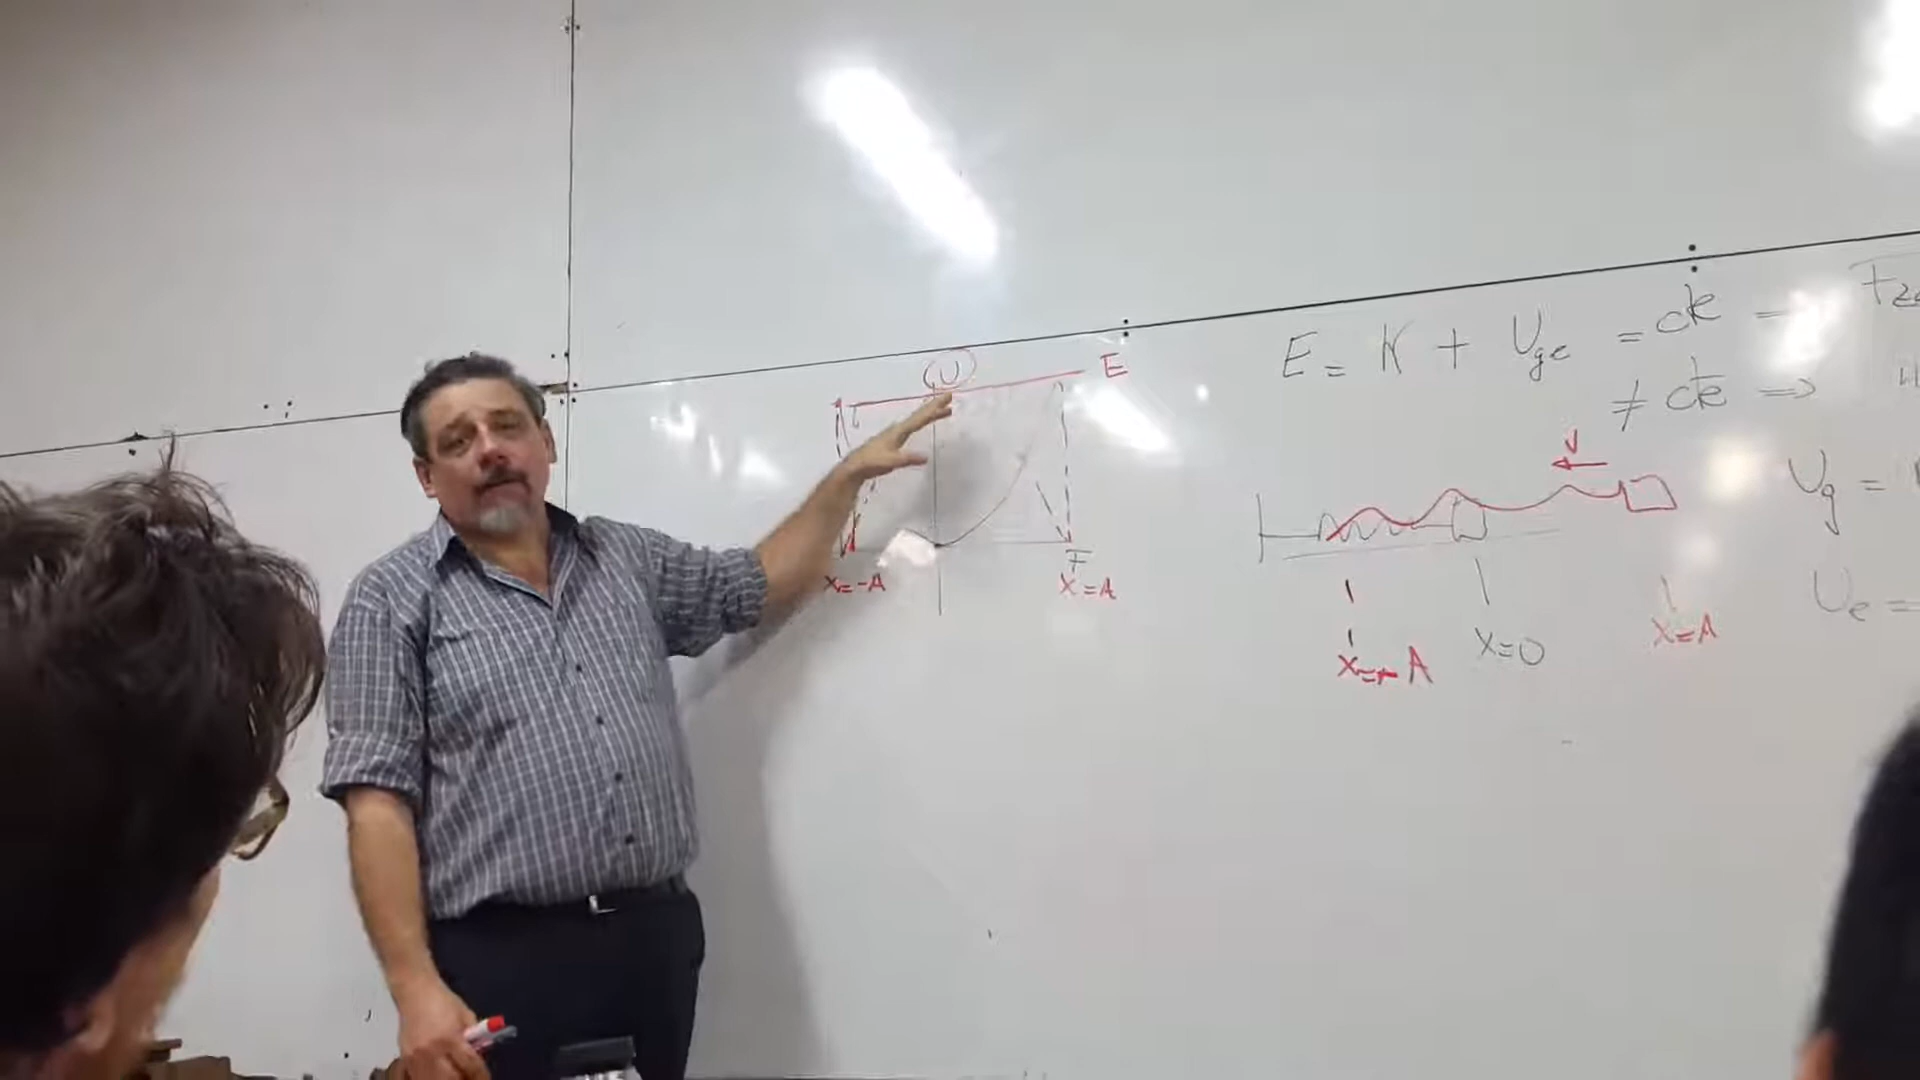 U
E
x=-A
x=A
F
E = K + Uge = cte →
≠ cte ⇒
V
Ug =
Ue =
x=-A
x=0
x=A